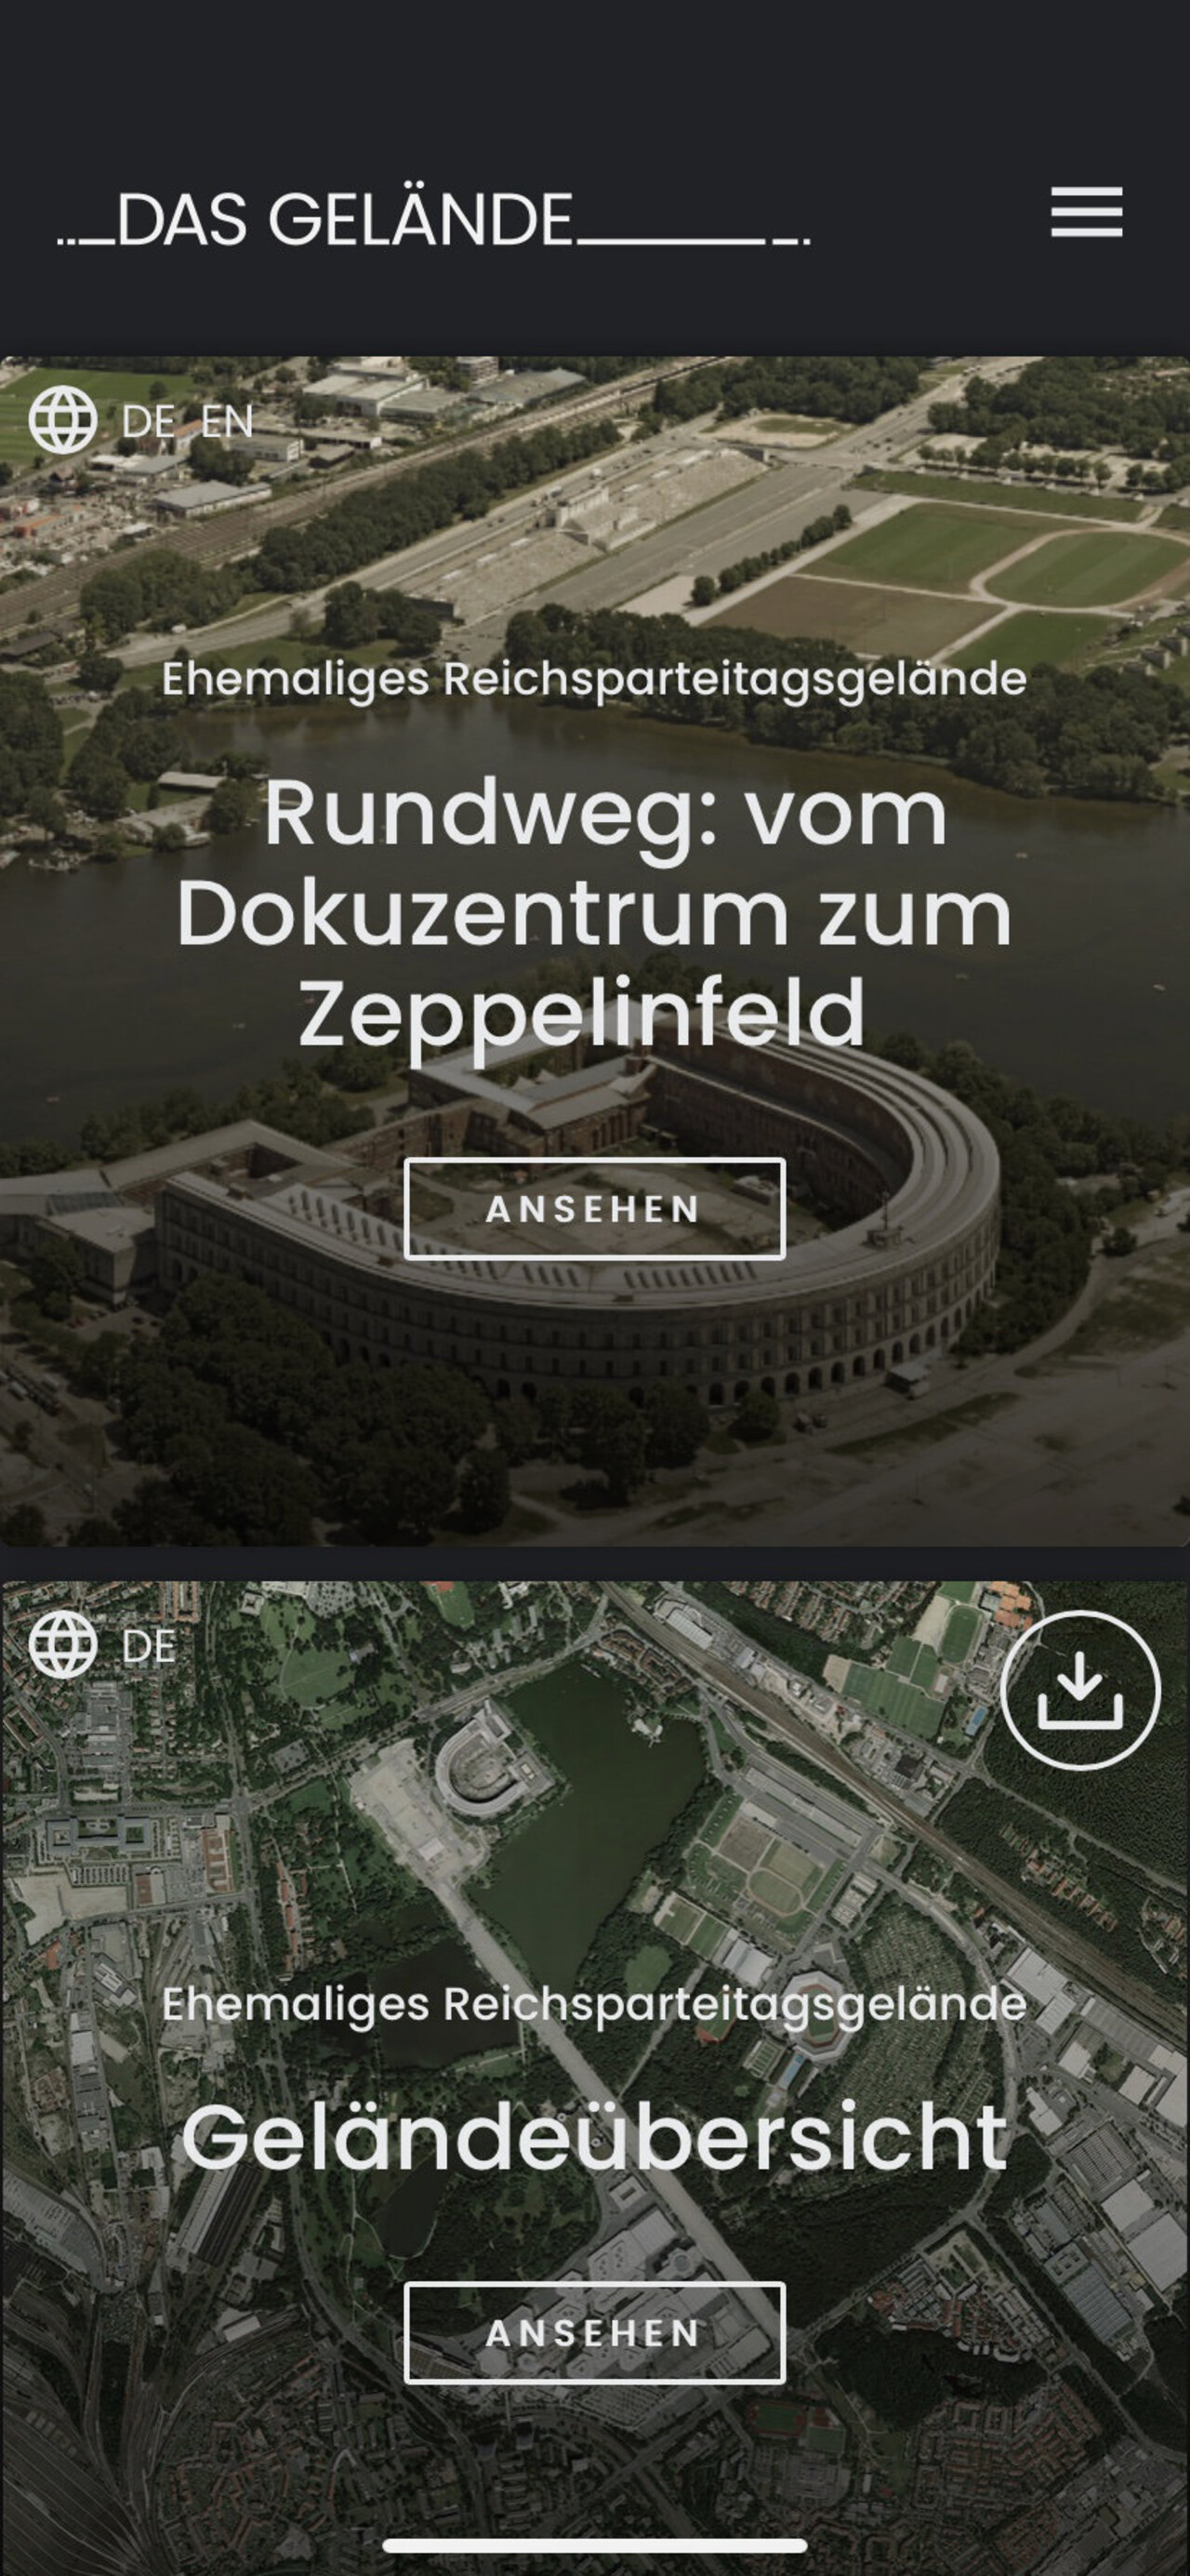 DAS GELÄNDE
DE EN
Ehemaliges Reichsparteitagsgelände
Rundweg: vom
Dokuzentrum zum
Zeppelinfeld
ANSEHEN
DE
Ehemaliges Reichsparteitagsgelände
Geländeübersicht
ANSEHEN